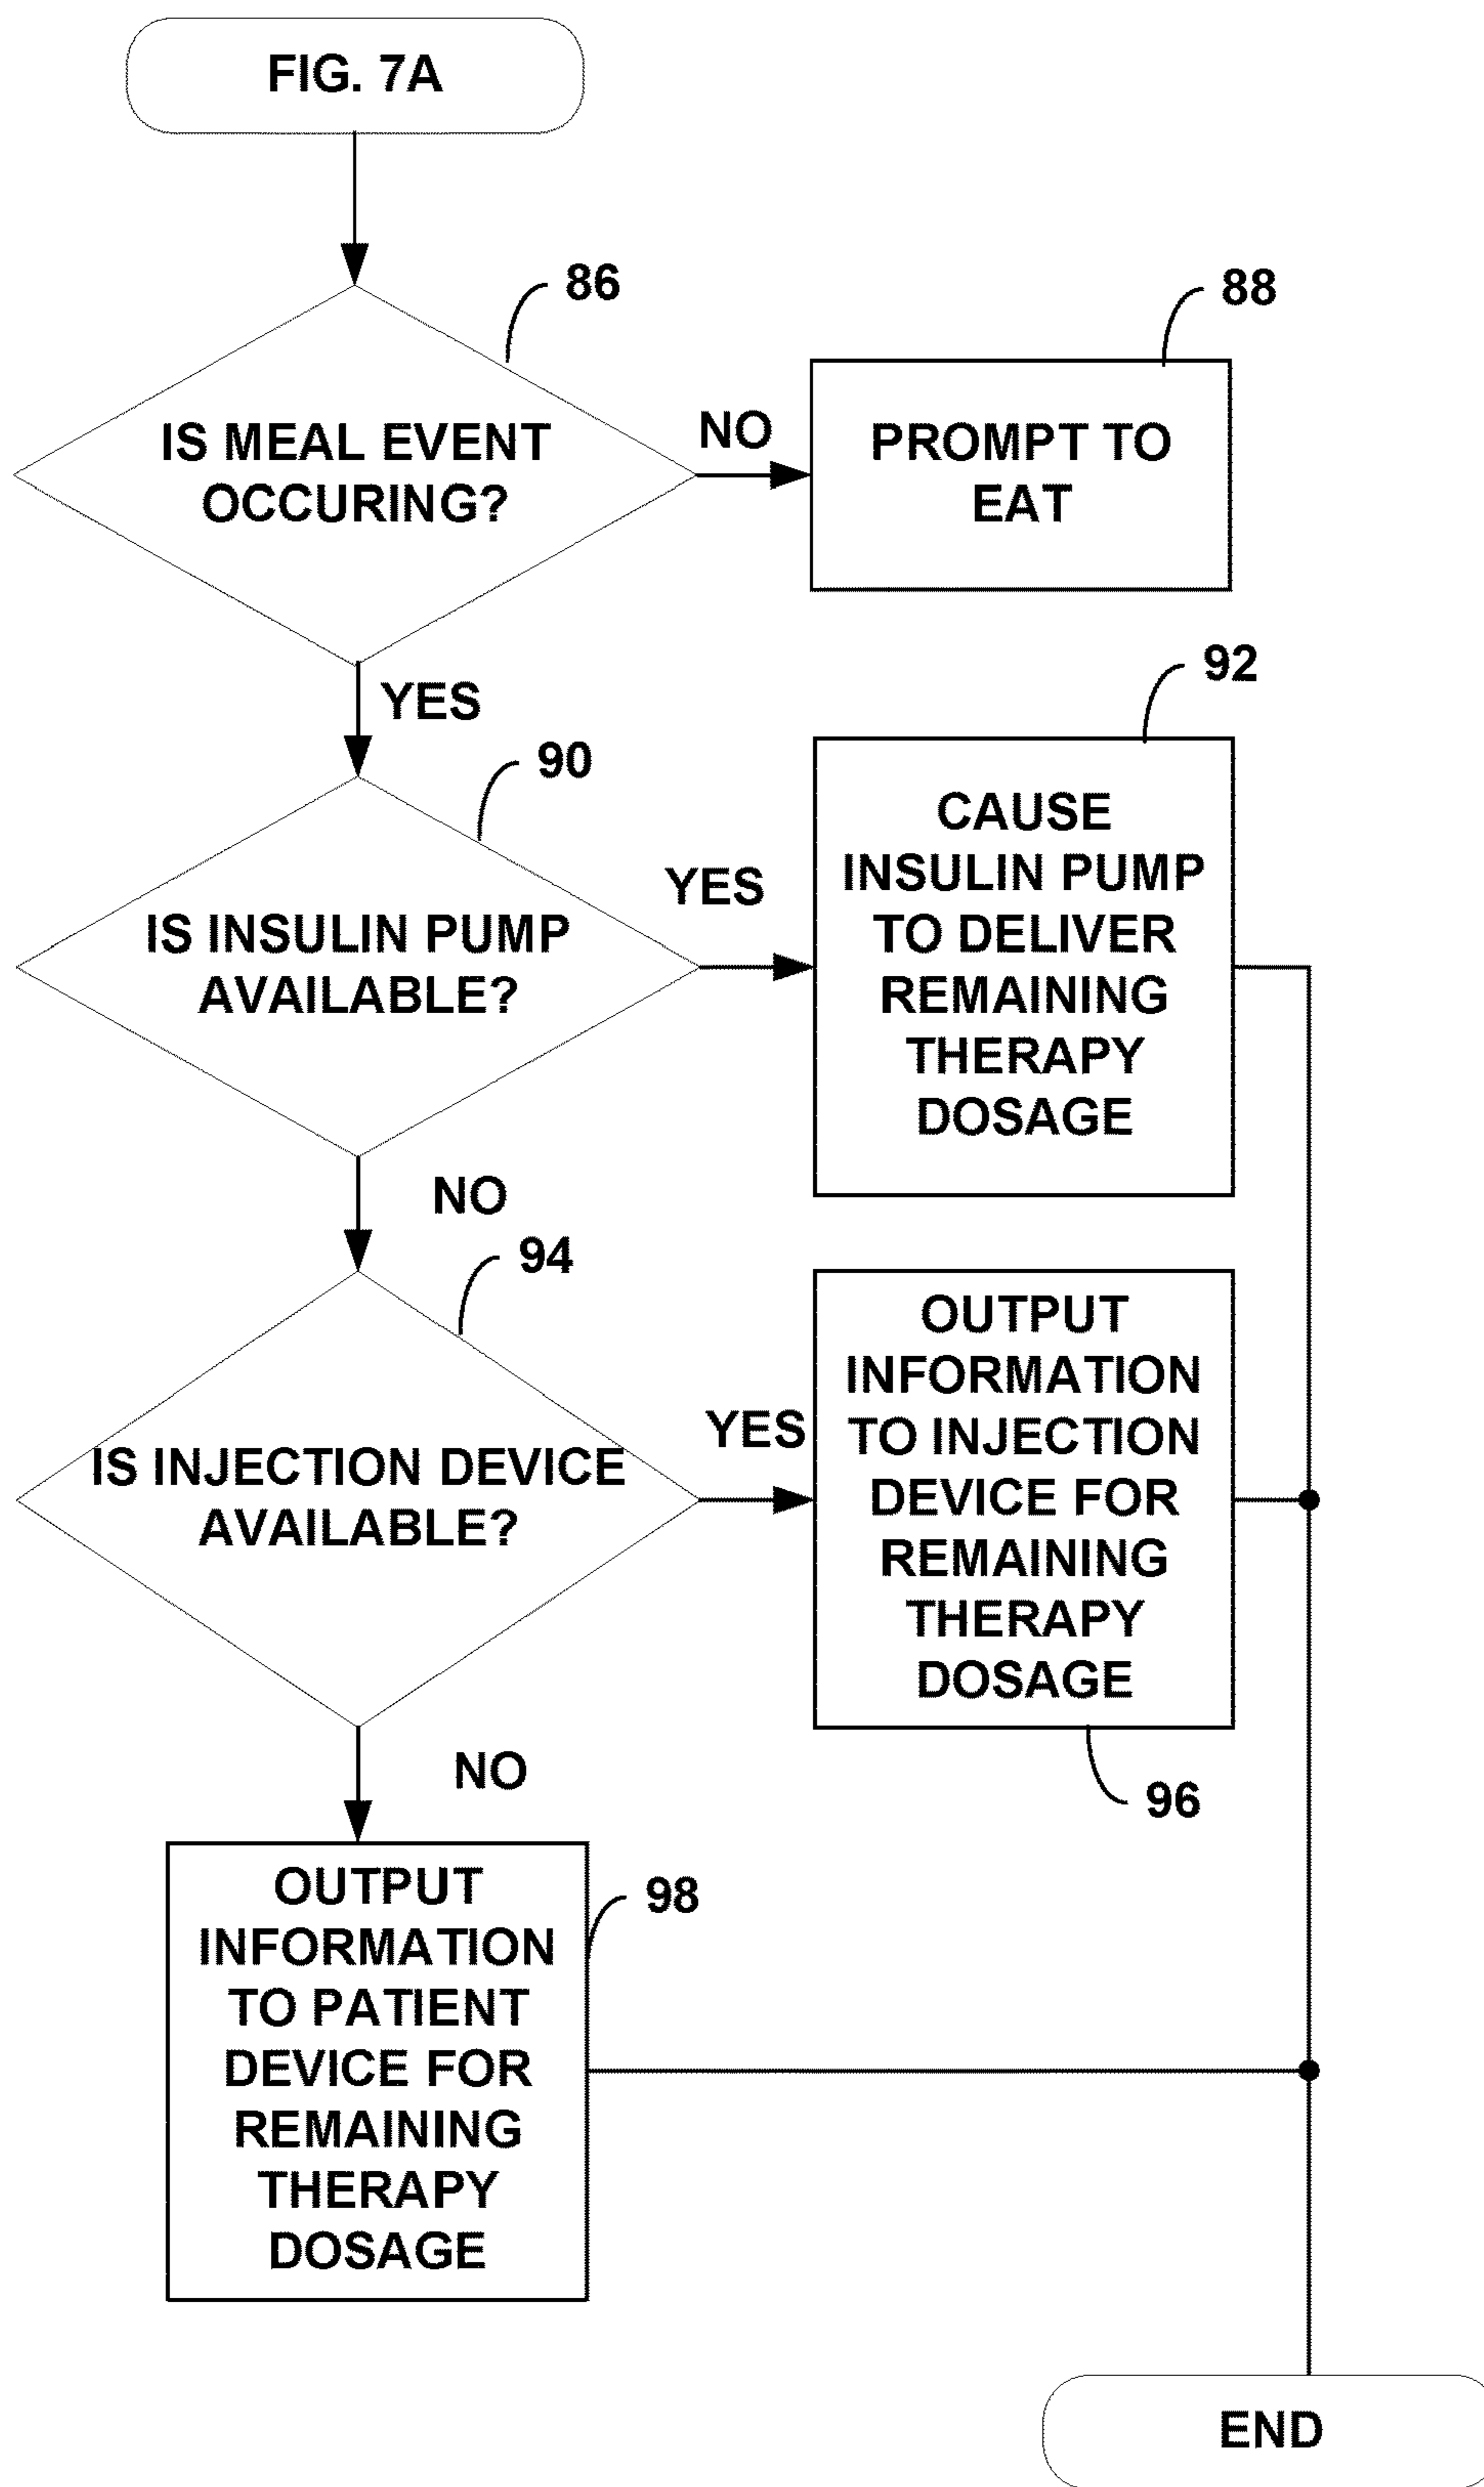 FIG. 7A
86
IS MEAL EVENT
OCCURING?
NO
88
PROMPT TO
EAT
YES
90
IS INSULIN PUMP
AVAILABLE?
YES
92
CAUSE
INSULIN PUMP
TO DELIVER
REMAINING
THERAPY
DOSAGE
NO
94
IS INJECTION DEVICE
AVAILABLE?
YES
OUTPUT
INFORMATION
TO INJECTION
DEVICE FOR
REMAINING
THERAPY
DOSAGE
96
NO
98
OUTPUT
INFORMATION
TO PATIENT
DEVICE FOR
REMAINING
THERAPY
DOSAGE
END